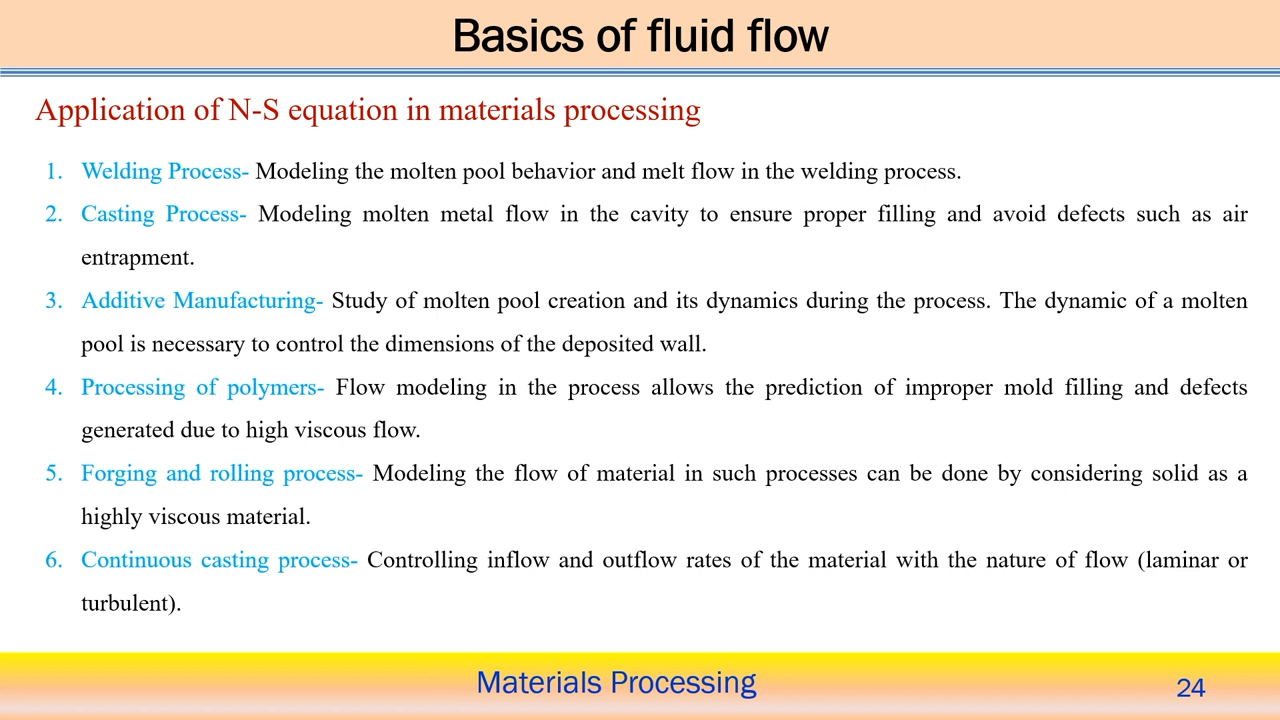 Basics of fluid flow
Application of N-S equation in materials processing
1. Welding Process- Modeling the molten pool behavior and melt flow in the welding process.
2. Casting Process- Modeling molten metal flow in the cavity to ensure proper filling and avoid defects such as air
entrapment.
3. Additive Manufacturing- Study of molten pool creation and its dynamics during the process. The dynamic of a molten
pool is necessary to control the dimensions of the deposited wall.
4. Processing of polymers- Flow modeling in the process allows the prediction of improper mold filling and defects
generated due to high viscous flow.
5. Forging and rolling process- Modeling the flow of material in such processes can be done by considering solid as a
highly viscous material.
6. Continuous casting process- Controlling inflow and outflow rates of the material with the nature of flow (laminar or
turbulent).
Materials Processing
24